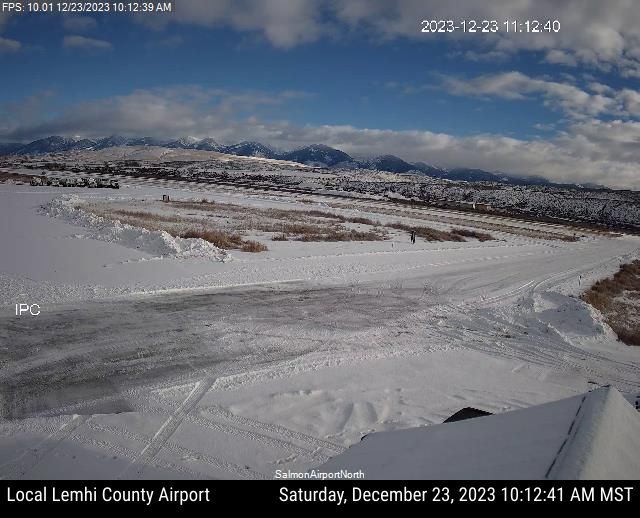 FPS: 10.01 12/23/2023 10:12:39 AM
2023-12-23 11:12:40
IPC
SalmonAirportNorth
Local Lemhi County Airport Saturday, December 23, 2023 10:12:41 AM MST